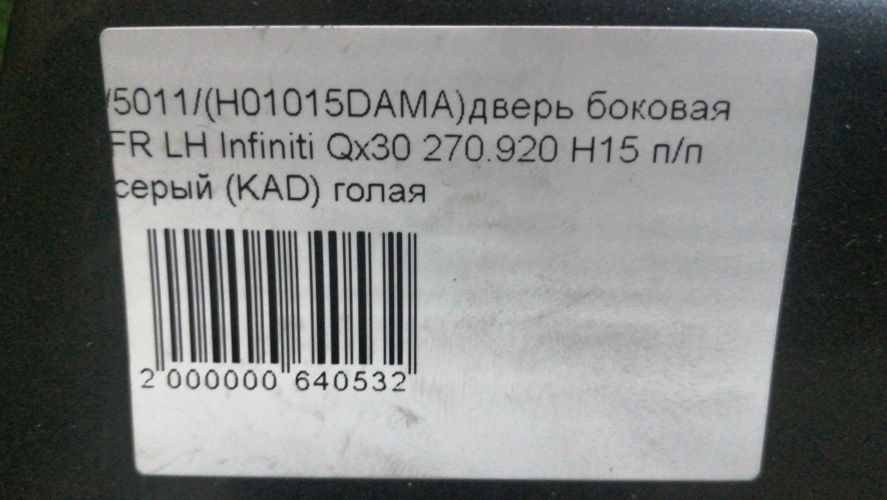 /5011/(H01015DAMA)дверь боковая
FR LH Infiniti Qx30 270.920 H15 п/п
серый (KAD) голая
2 000000 640532